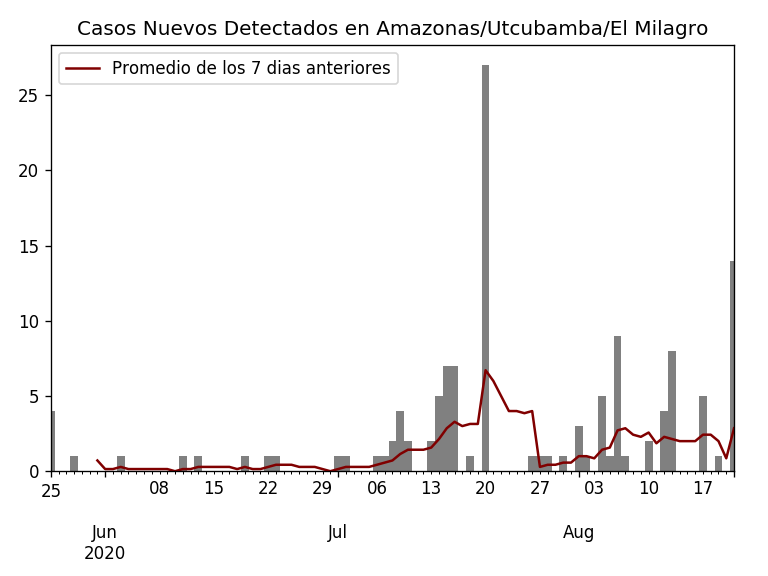 Casos Nuevos Detectados en Amazonas/Utcubamba/El Milagro
Promedio de los 7 dias anteriores
25
20
15
10
5
0
25 08 15 22 29 06 13 20 27 03 10 17
Jun Jul Aug
2020